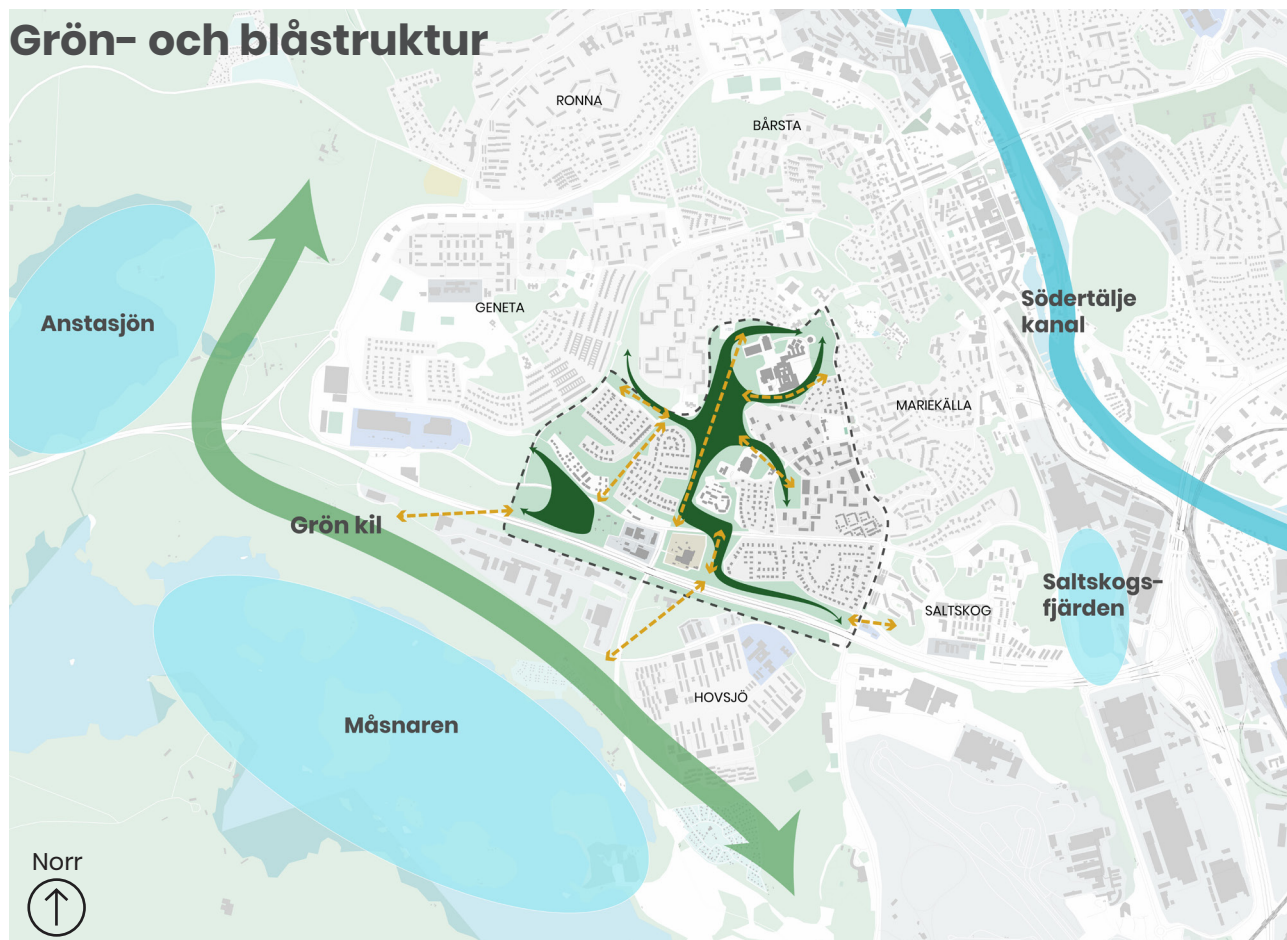 Grön- och blåstruktur
RONNA
BÅRSTA
Anstasjön
GENETA
Södertälje
kanal
MARIEKÄLLA
Grön kil
Saltskogs-
fjärden
SALTSKOG
HOVSJÖ
Måsnaren
Norr